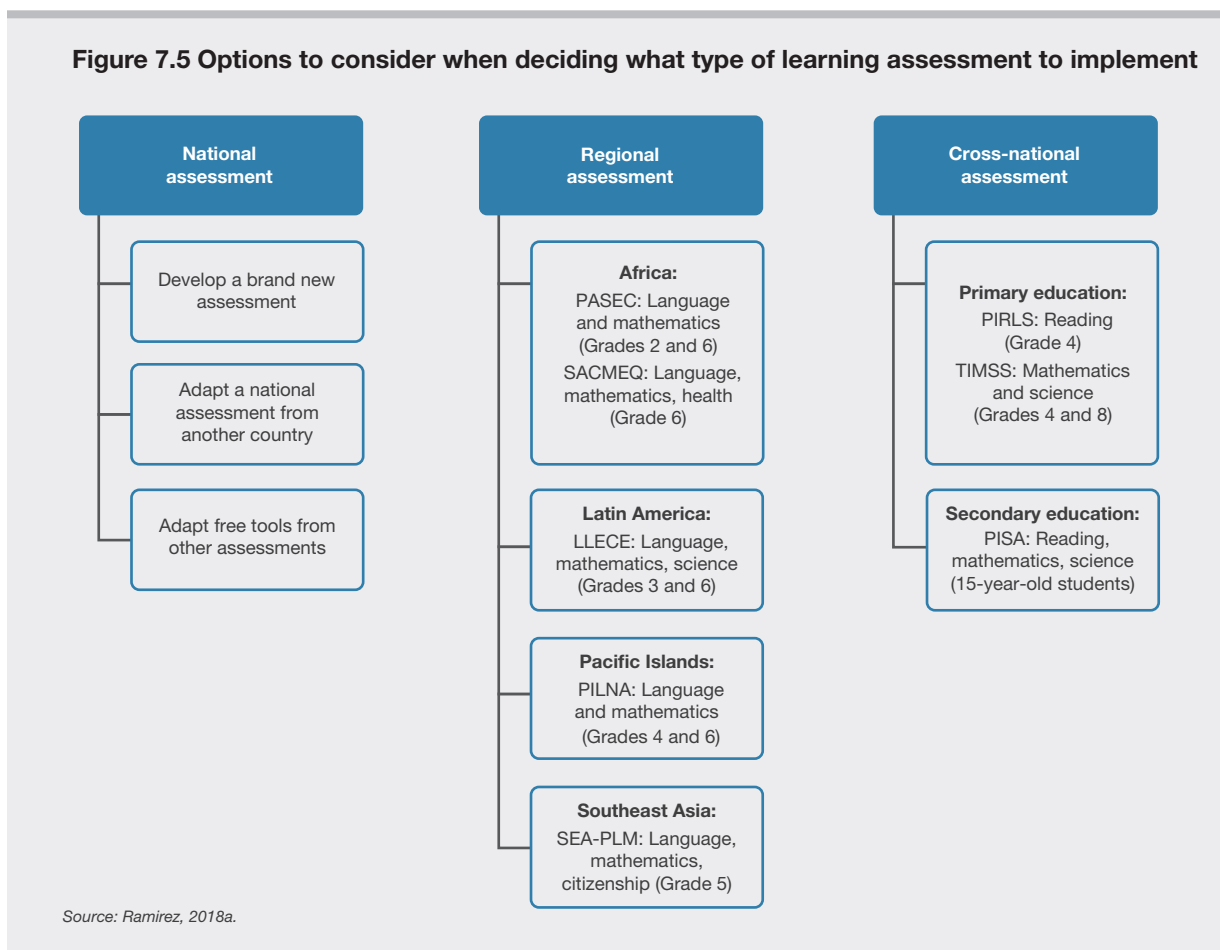 Figure 7.5 Options to consider when deciding what type of learning assessment to implement
National
assessment
Develop a brand new
assessment
Adapt a national
assessment from
another country
Adapt free tools from
other assessments
Regional
assessment
Africa:
PASEC: Language
and mathematics
(Grades 2 and 6)
SACMEQ: Language,
mathematics, health
(Grade 6)
Latin America:
LLECE: Language,
mathematics, science
(Grades 3 and 6)
Pacific Islands:
PILNA: Language
and mathematics
(Grades 4 and 6)
Southeast Asia:
SEA-PLM: Language,
mathematics,
citizenship (Grade 5)
Cross-national
assessment
Primary education:
PIRLS: Reading
(Grade 4)
TIMSS: Mathematics
and science
(Grades 4 and 8)
Secondary education:
PISA: Reading,
mathematics, science
(15-year-old students)
Source: Ramirez, 2018a.